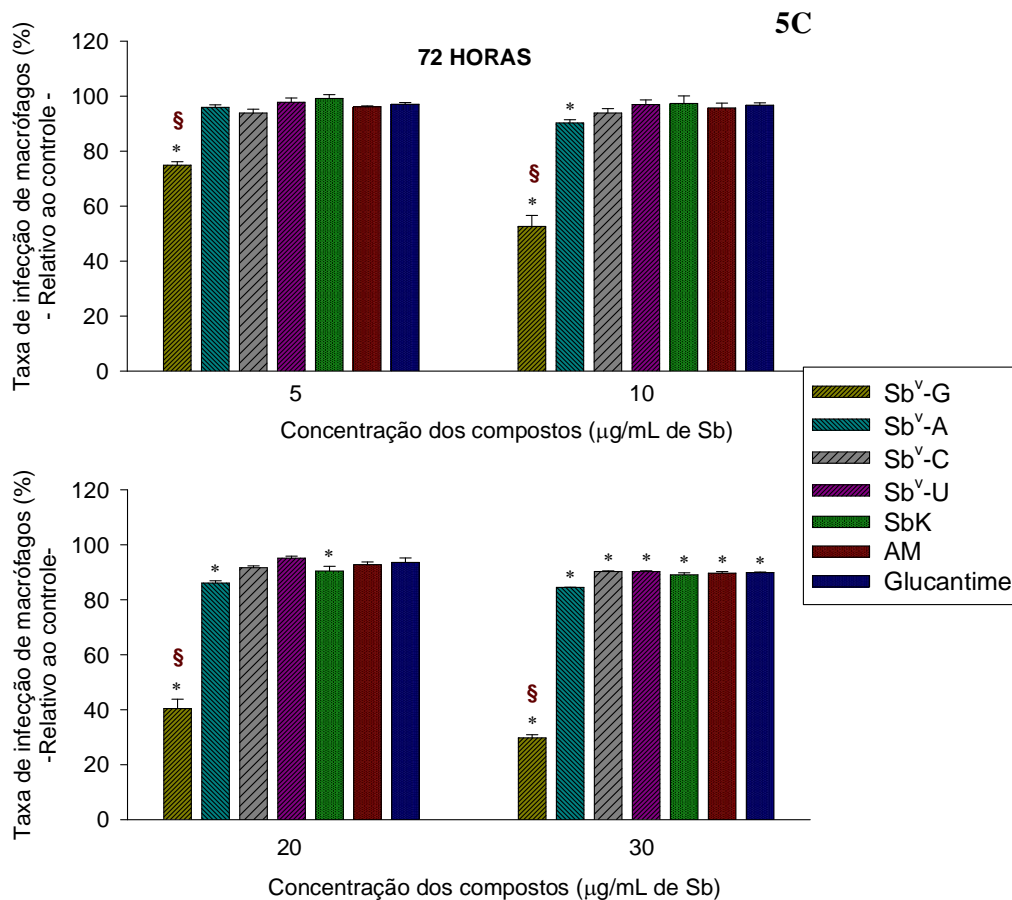 5C
72 HORAS
Taxa de infecção de macrófagos (%)
- Relativo ao controle -
120
100
80
60
40
20
0
§
*
§
*
*
5
10
Concentração dos compostos (μg/mL de Sb)
Sbᵛ-G
Sbᵛ-A
Sbᵛ-C
Sbᵛ-U
SbK
AM
Glucantime
Taxa de infecção de macrófagos (%)
-Relativo ao controle-
120
100
80
60
40
20
0
§
*
*
*
§
*
*
*
*
*
*
*
20
30
Concentração dos compostos (μg/mL de Sb)